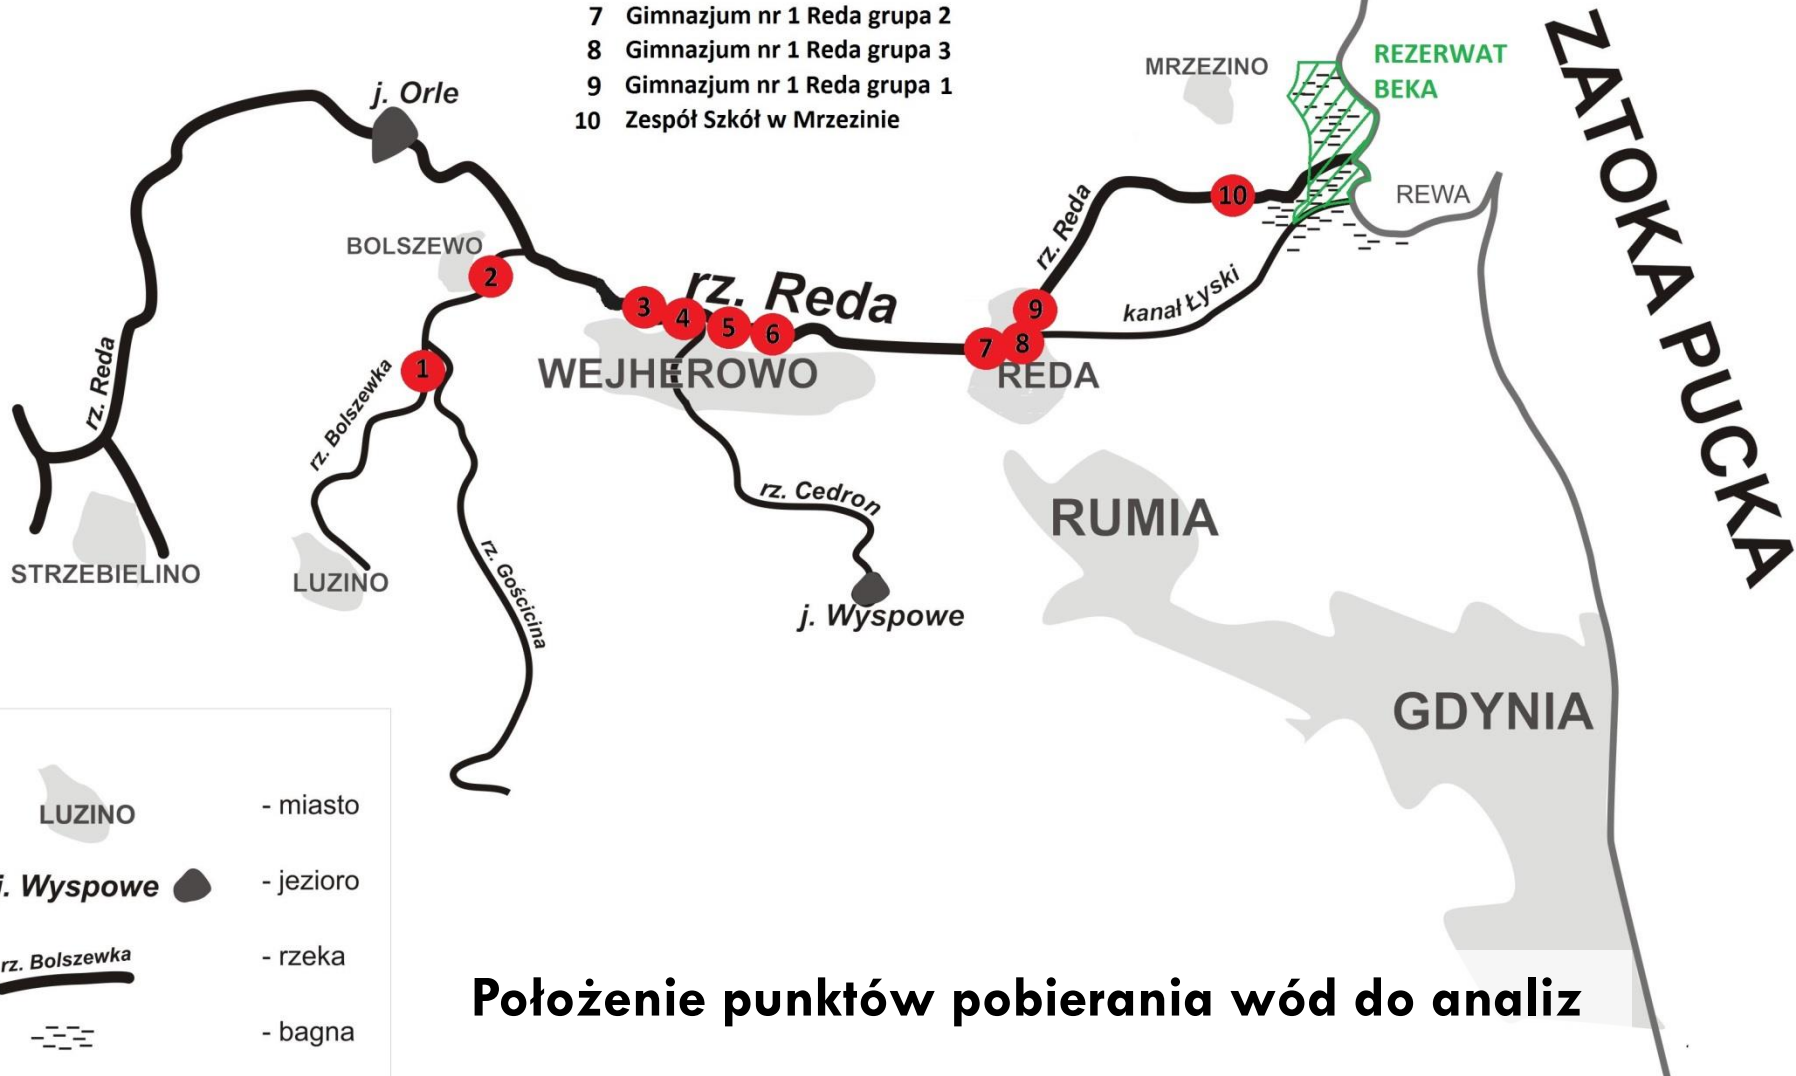 7 Gimnazjum nr 1 Reda grupa 2
8 Gimnazjum nr 1 Reda grupa 3
9 Gimnazjum nr 1 Reda grupa 1
10 Zespół Szkół w Mrzezinie
MRZEZINO
REZERWAT
BEKA
ZATOKA PUCKA
j. Orle
REWA
10
rz. Reda
BOLSZEWO
2
3
4
5
6
rz. Reda
kanał Łyski
9
8
7
REDA
WEJHEROWO
1
rz. Reda
rz. Bolszewka
rz. Cedron
RUMIA
STRZEBIELINO
LUZINO
rz. Gościcina
j. Wyspowe
GDYNIA
LUZINO - miasto
j. Wyspowe - jezioro
rz. Bolszewka - rzeka
- bagna
Położenie punktów pobierania wód do analiz